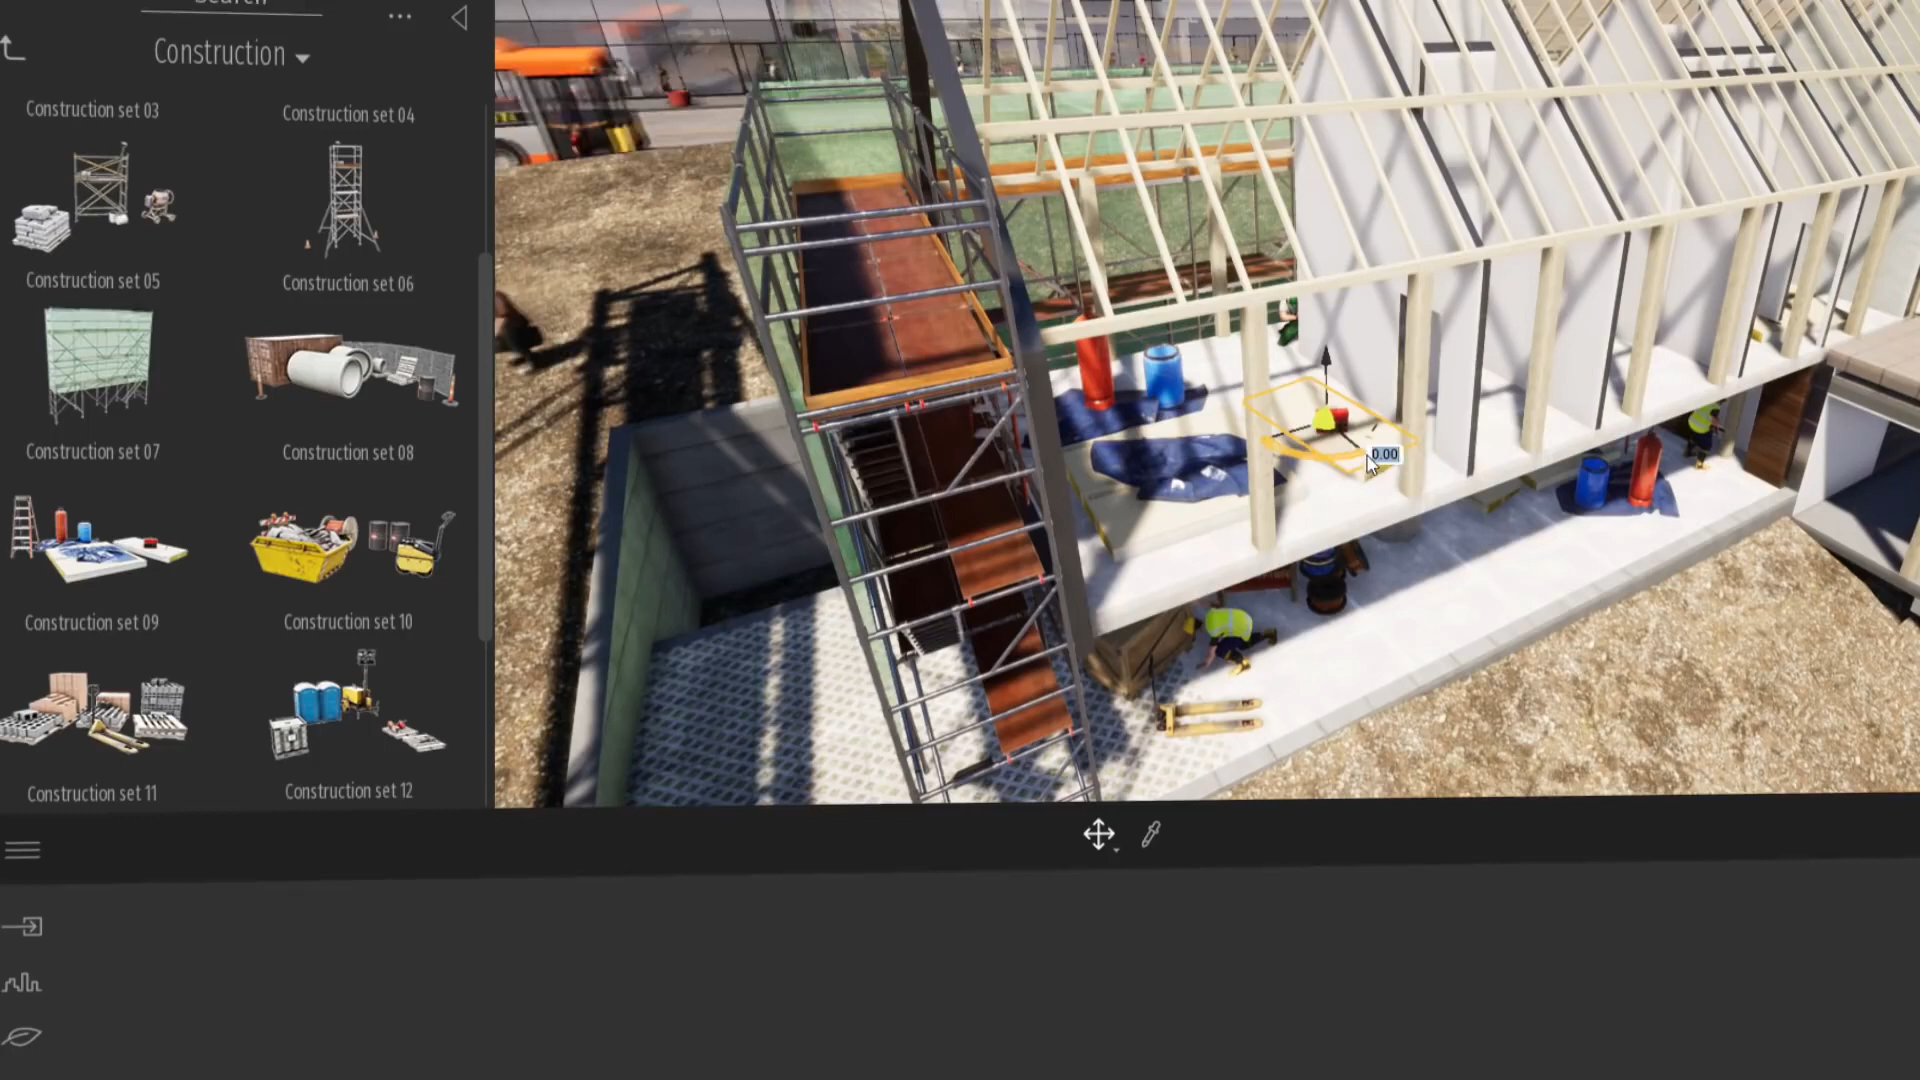 Search
Construction
Construction set 03
Construction set 04
Construction set 05
Construction set 06
Construction set 07
Construction set 08
Construction set 09
Construction set 10
Construction set 11
Construction set 12
0.00